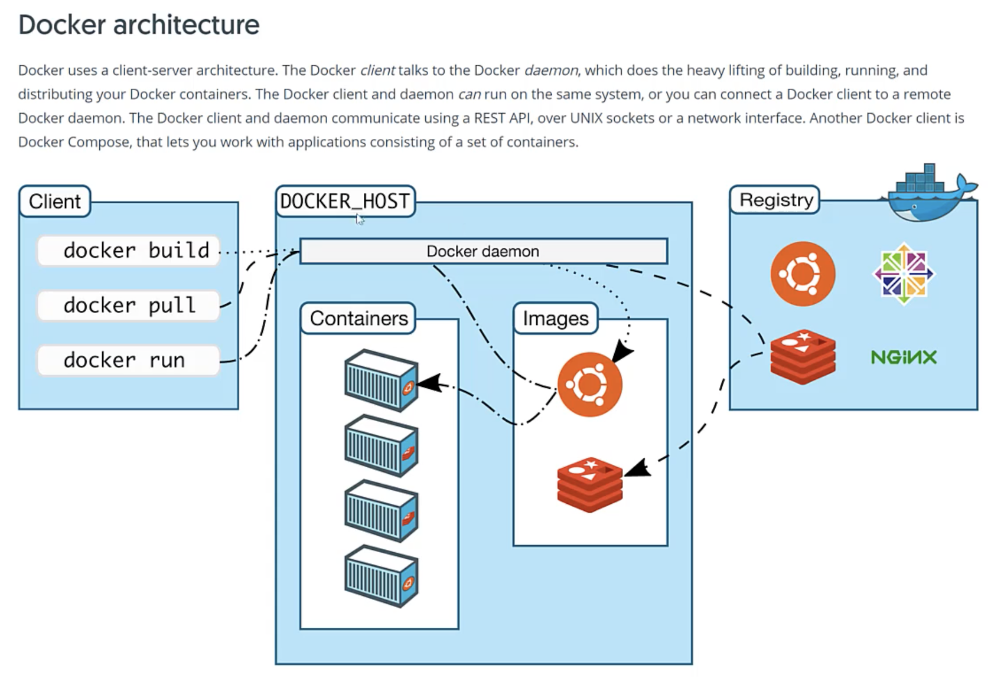 Docker architecture
Docker uses a client-server architecture. The Docker client talks to the Docker daemon, which does the heavy lifting of building, running, and
distributing your Docker containers. The Docker client and daemon can run on the same system, or you can connect a Docker client to a remote
Docker daemon. The Docker client and daemon communicate using a REST API, over UNIX sockets or a network interface. Another Docker client is
Docker Compose, that lets you work with applications consisting of a set of containers.
Client
docker build
docker pull
docker run
DOCKER_HOST
Docker daemon
Containers
Images
Registry
NGINX